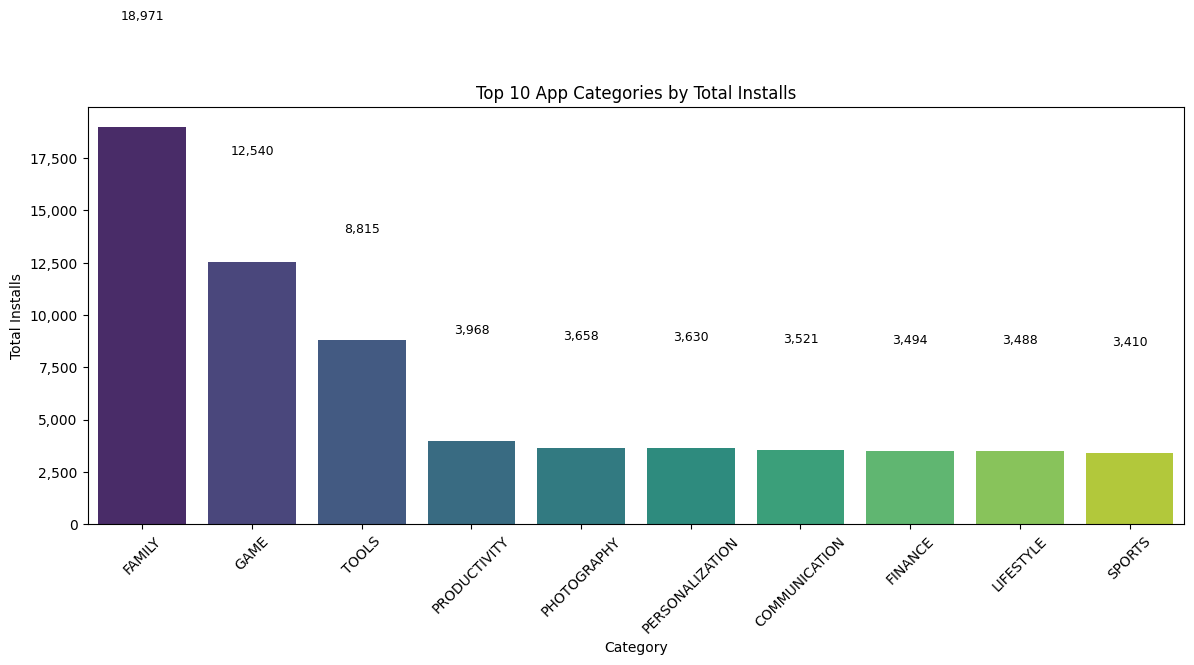 18,971
Top 10 App Categories by Total Installs
12,540
8,815
3,968
3,658
3,630
3,521
3,494
3,488
3,410
Total Installs
17,500
15,000
12,500
10,000
7,500
5,000
2,500
0
FAMILY
GAME
TOOLS
PRODUCTIVITY
PHOTOGRAPHY
PERSONALIZATION
COMMUNICATION
FINANCE
LIFESTYLE
SPORTS
Category